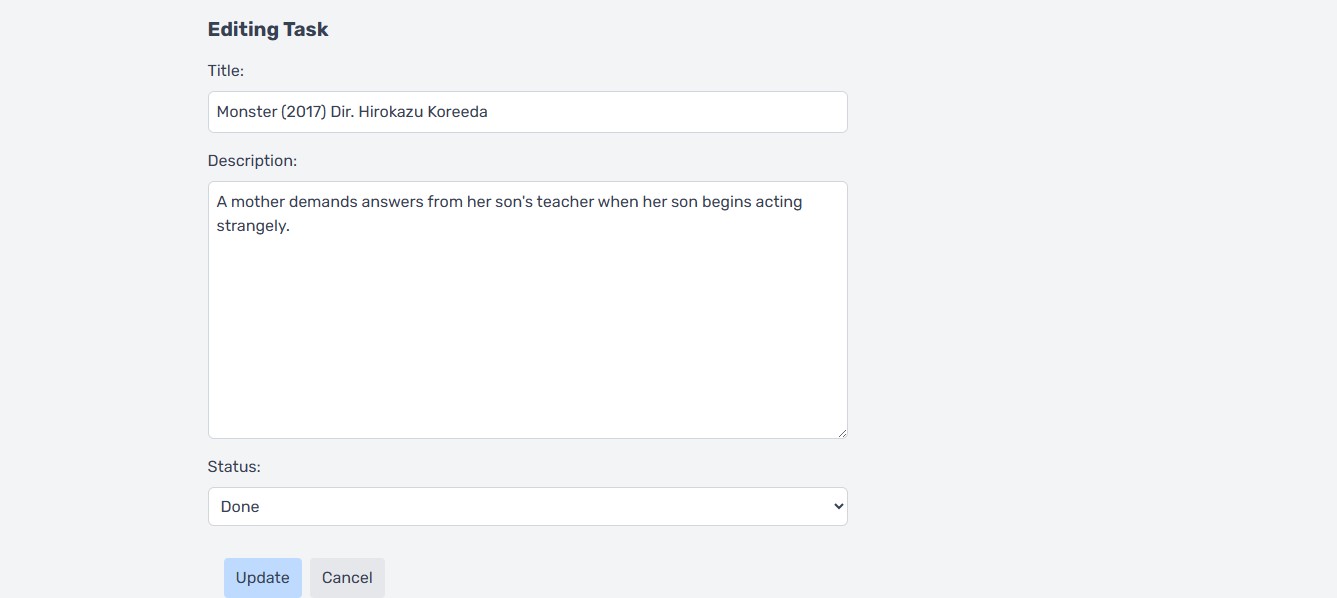 Editing Task
Title:
Monster (2017) Dir. Hirokazu Koreeda
Description:
A mother demands answers from her son's teacher when her son begins acting
strangely.
Status:
Done
Update Cancel